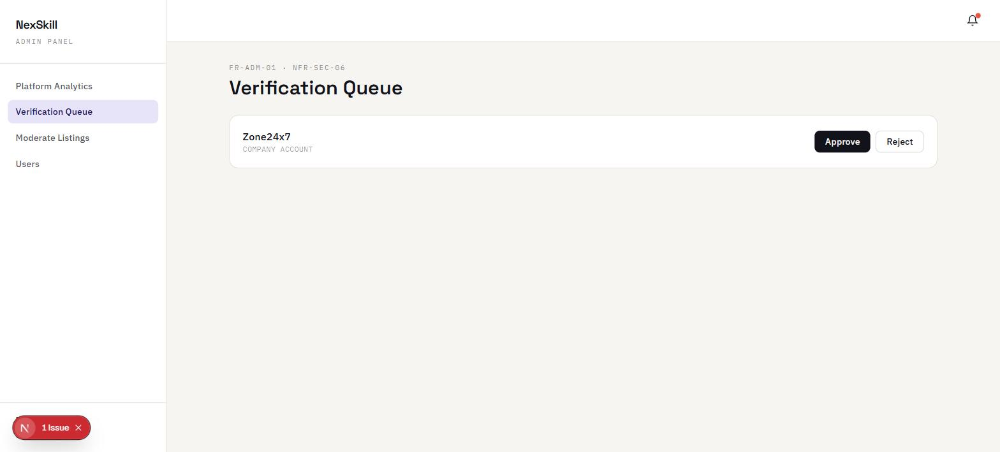 NexSkill
ADMIN PANEL
Platform Analytics
Verification Queue
Moderate Listings
Users
N 1 Issue
FR-ADM-01 · NFR-SEC-06
Verification Queue
Zone24x7
COMPANY ACCOUNT
Approve
Reject